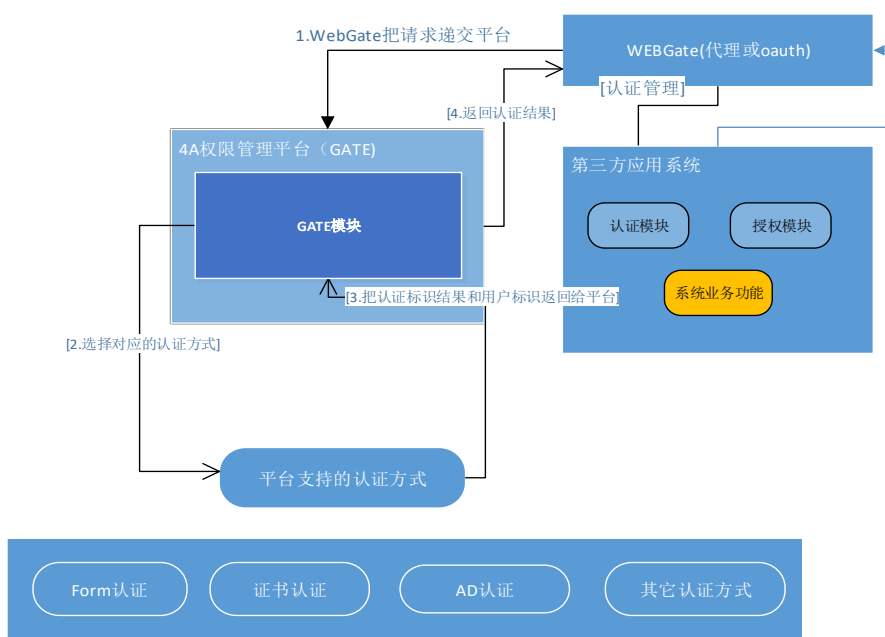 1.WebGate把请求递交平台
WEBGate(代理或oauth)
[认证管理]
[4.返回认证结果]
4A权限管理平台（GATE)
第三方应用系统
GATE模块
认证模块
授权模块
[3.把认证标识结果和用户标识返回给平台]
系统业务功能
[2.选择对应的认证方式]
平台支持的认证方式
Form认证
证书认证
AD认证
其它认证方式